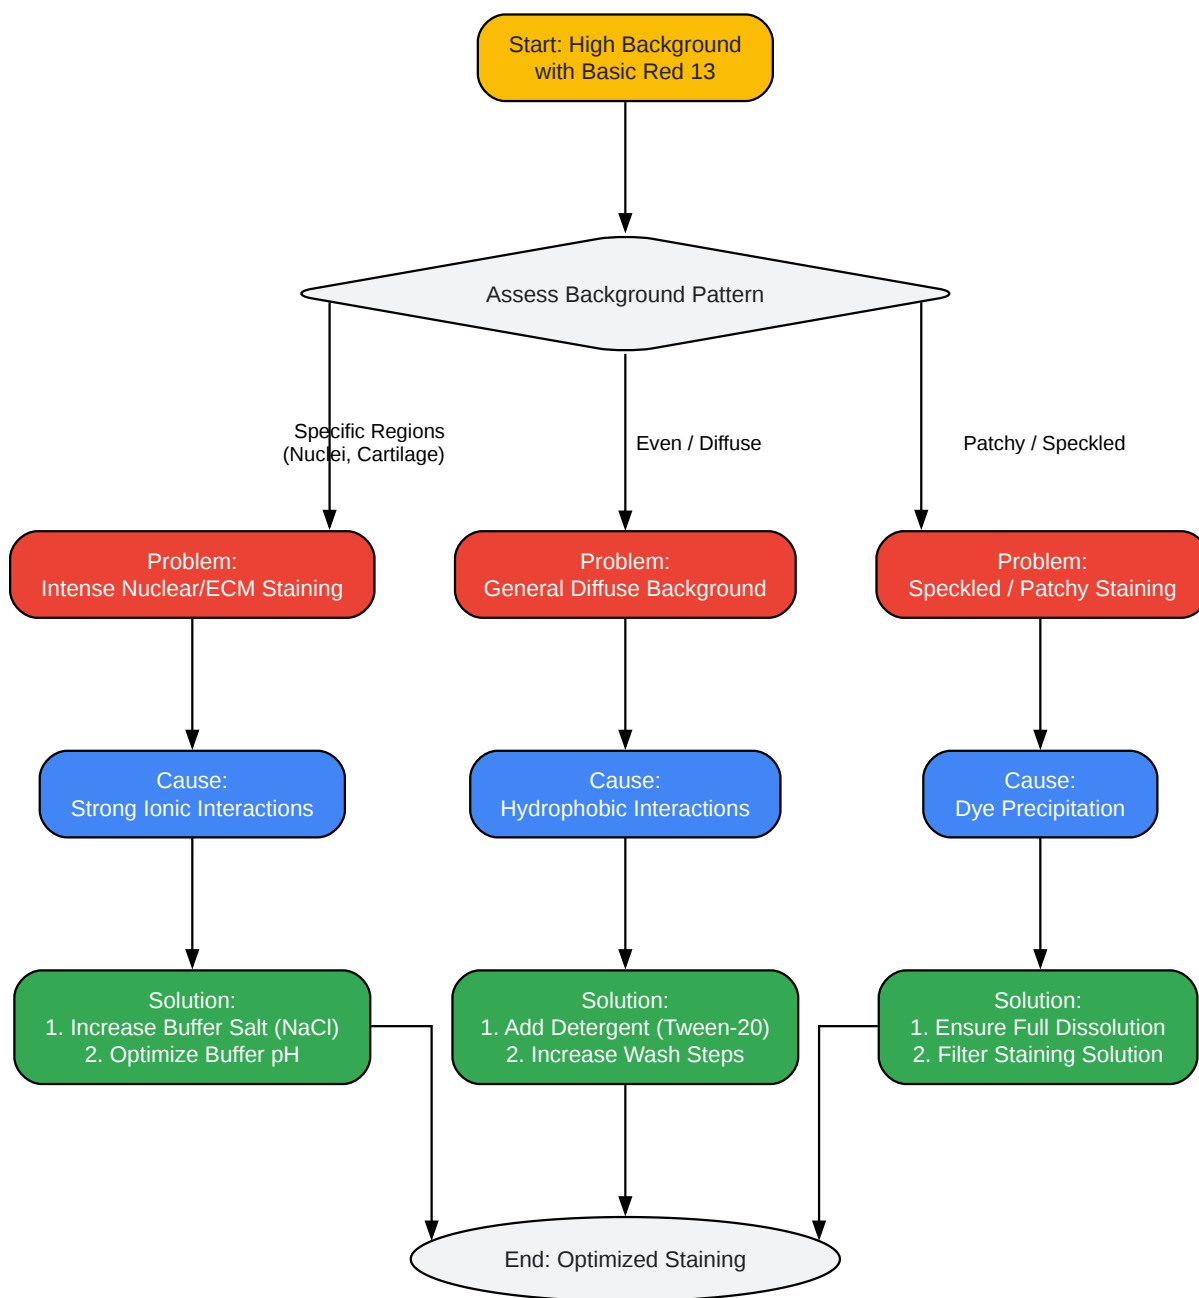 Start: High Background
with Basic Red 13
Assess Background Pattern
Specific Regions
(Nuclei, Cartilage)
Even / Diffuse
Patchy / Speckled
Problem:
Intense Nuclear/ECM Staining
Problem:
General Diffuse Background
Problem:
Speckled / Patchy Staining
Cause:
Strong Ionic Interactions
Cause:
Hydrophobic Interactions
Cause:
Dye Precipitation
Solution:
1. Increase Buffer Salt (NaCl)
2. Optimize Buffer pH
Solution:
1. Add Detergent (Tween-20)
2. Increase Wash Steps
Solution:
1. Ensure Full Dissolution
2. Filter Staining Solution
End: Optimized Staining